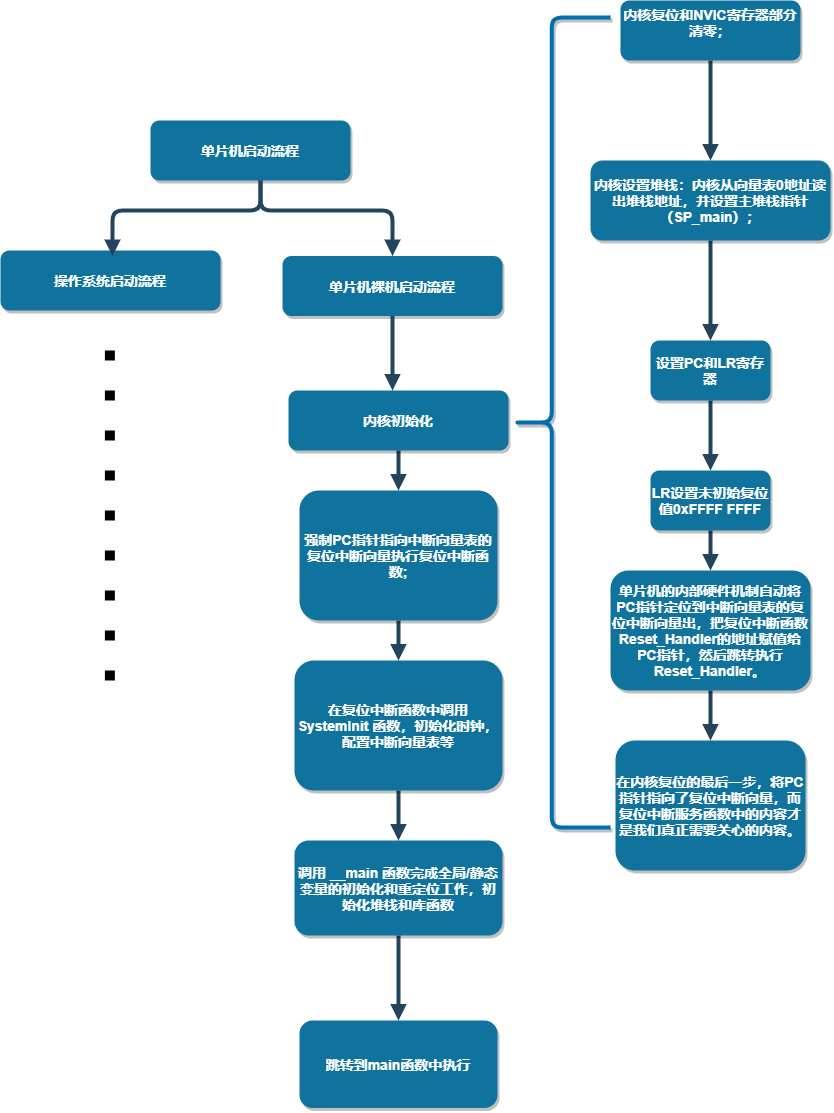 单片机启动流程
操作系统启动流程
单片机裸机启动流程
内核初始化
强制PC指针指向中断向量表的
复位中断向量执行复位中断函
数；
在复位中断函数中调用
SystemInit 函数，初始化时钟，
配置中断向量表等
调用 __main 函数完成全局/静态
变量的初始化和重定位工作，初
始化堆栈和库函数
跳转到main函数中执行
内核复位和NVIC寄存器部分
清零；
内核设置堆栈：内核从向量表0地址读
出堆栈地址，并设置主堆栈指针
（SP_main）；
设置PC和LR寄存
器
LR设置未初始复位
值0xFFFF FFFF
单片机的内部硬件机制自动将
PC指针定位到中断向量表的复
位中断向量出，把复位中断函数
Reset_Handler的地址赋值给
PC指针，然后跳转执行
Reset_Handler。
在内核复位的最后一步，将PC
指针指向了复位中断向量，而
复位中断服务函数中的内容才
是我们真正需要关心的内容。